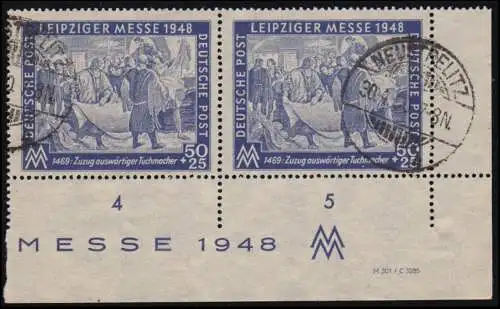 LEIPZIGER MESSE 1948
DEUTSCHE POST
DEUTSCHE POST
1469: Zuzug auswärtiger Tuchmacher
50
+ 25
LEIPZIGER MESSE 1948
DEUTSCHE POST
DEUTSCHE POST
1469: Zuzug auswärtiger Tuchmacher
50
+ 25
4
5
MESSE 1948